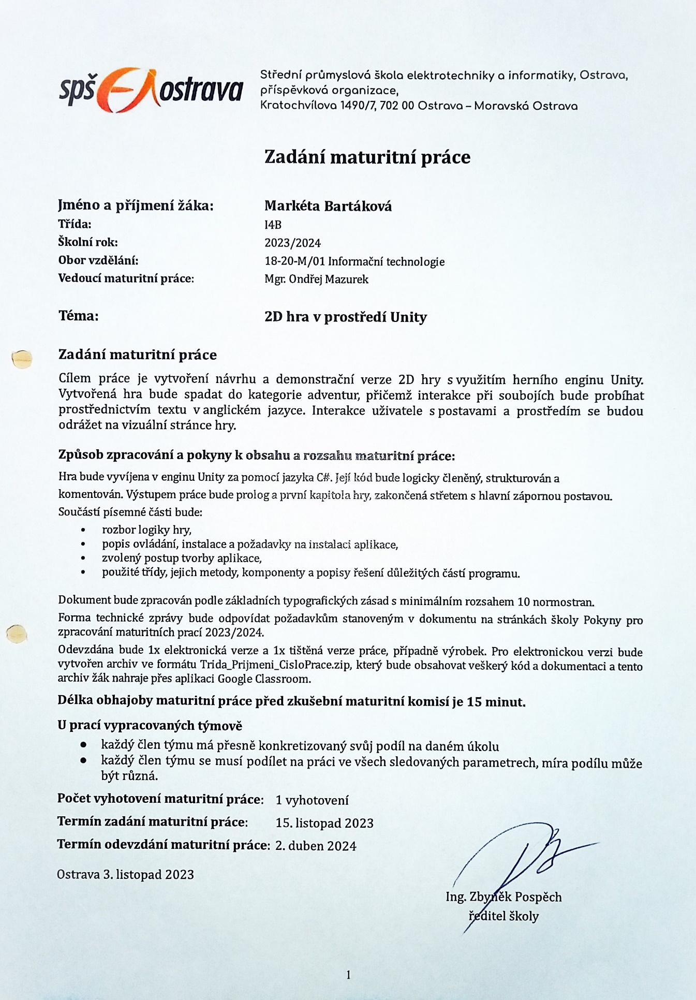 spš ostrava
Střední průmyslová škola elektrotechniky a informatiky, Ostrava,
příspěvková organizace,
Kratochvílova 1490/7, 702 00 Ostrava – Moravská Ostrava
Zadání maturitní práce
Jméno a příjmení žáka: Markéta Bartáková
Třída: I4B
Školní rok: 2023/2024
Obor vzdělání: 18-20-M/01 Informační technologie
Vedoucí maturitní práce: Mgr. Ondřej Mazurek
Téma: 2D hra v prostředí Unity
Zadání maturitní práce
Cílem práce je vytvoření návrhu a demonstrační verze 2D hry s využitím herního enginu Unity.
Vytvořená hra bude spadat do kategorie adventur, přičemž interakce při soubojích bude probíhat
prostřednictvím textu v anglickém jazyce. Interakce uživatele s postavami a prostředím se budou
odrážet na vizuální stránce hry.
Způsob zpracování a pokyny k obsahu a rozsahu maturitní práce:
Hra bude vyvíjena v enginu Unity za pomocí jazyka C#. Její kód bude logicky členěný, strukturován a
komentován. Výstupem práce bude prolog a první kapitola hry, zakončená střetem s hlavní zápornou postavou.
Součástí písemné části bude:
• rozbor logiky hry,
• popis ovládání, instalace a požadavky na instalaci aplikace,
• zvolený postup tvorby aplikace,
• použité třídy, jejich metody, komponenty a popisy řešení důležitých částí programu.
Dokument bude zpracován podle základních typografických zásad s minimálním rozsahem 10 normostran.
Forma technické zprávy bude odpovídat požadavkům stanoveným v dokumentu na stránkách školy Pokyny pro
zpracování maturitních prací 2023/2024.
Odevzdána bude 1x elektronická verze a 1x tištěná verze práce, případně výrobek. Pro elektronickou verzi bude
vytvořen archiv ve formátu Trida_Prijmeni_CisloPrace.zip, který bude obsahovat veškerý kód a dokumentaci a tento
archiv žák nahraje přes aplikaci Google Classroom.
Délka obhajoby maturitní práce před zkušební maturitní komisí je 15 minut.
U prací vypracovaných týmově
● každý člen týmu má přesně konkretizovaný svůj podíl na daném úkolu
● každý člen týmu se musí podílet na práci ve všech sledovaných parametrech, míra podílu může
být různá.
Počet vyhotovení maturitní práce: 1 vyhotovení
Termín zadání maturitní práce: 15. listopad 2023
Termín odevzdání maturitní práce: 2. duben 2024
Ostrava 3. listopad 2023
Ing. Zbyněk Pospěch
ředitel školy
1